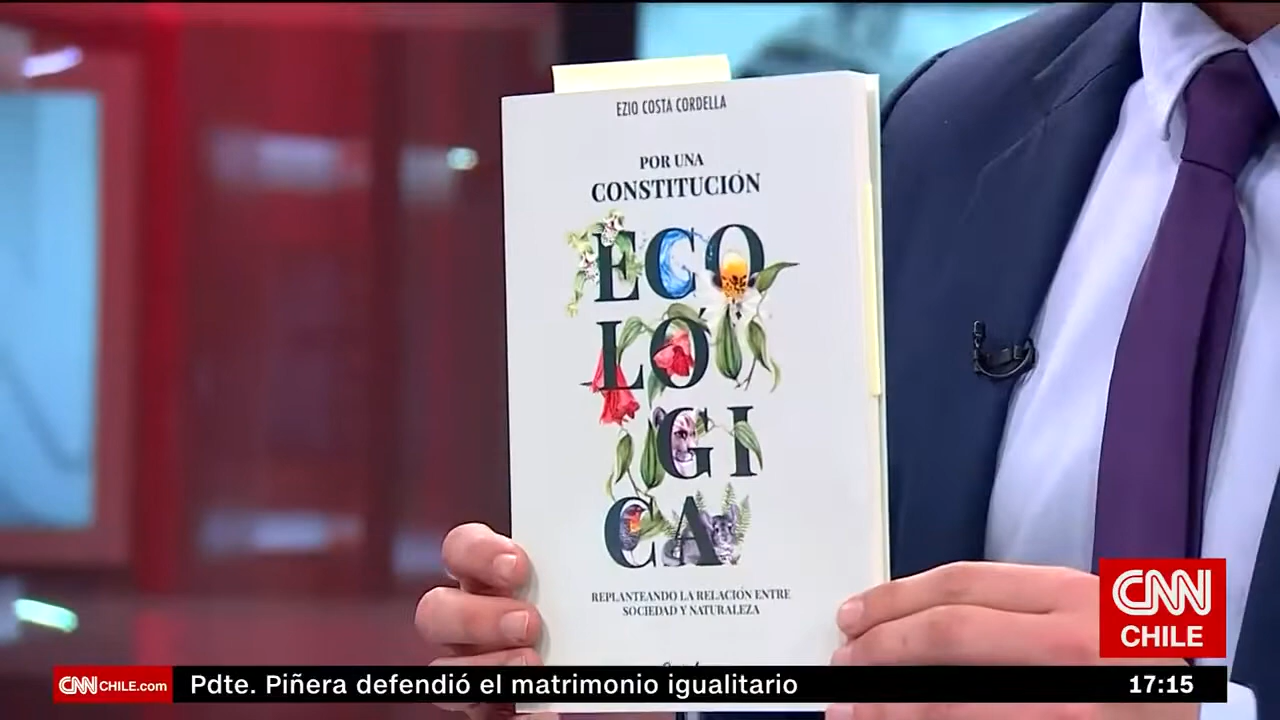 EZIO COSTA CORDELLA
POR UNA
CONSTITUCIÓN
ECO
LÓ
GI
CA
REPLANTEANDO LA RELACIÓN ENTRE
SOCIEDAD Y NATURALEZA
CNN
CHILE
CNNCHILE.com Pdte. Piñera defendió el matrimonio igualitario 17:15